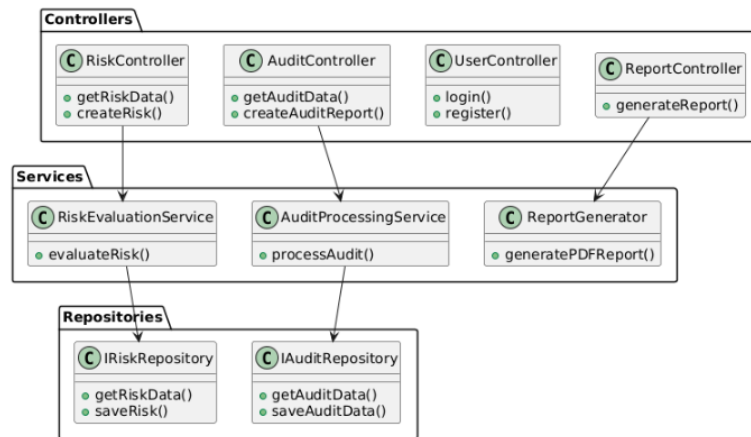 Controllers
C RiskController
getRiskData()
createRisk()
C AuditController
getAuditData()
createAuditReport()
C UserController
login()
register()
C ReportController
generateReport()
Services
C RiskEvaluationService
evaluateRisk()
C AuditProcessingService
processAudit()
C ReportGenerator
generatePDFReport()
Repositories
C IRiskRepository
getRiskData()
saveRisk()
C IAuditRepository
getAuditData()
saveAuditData()